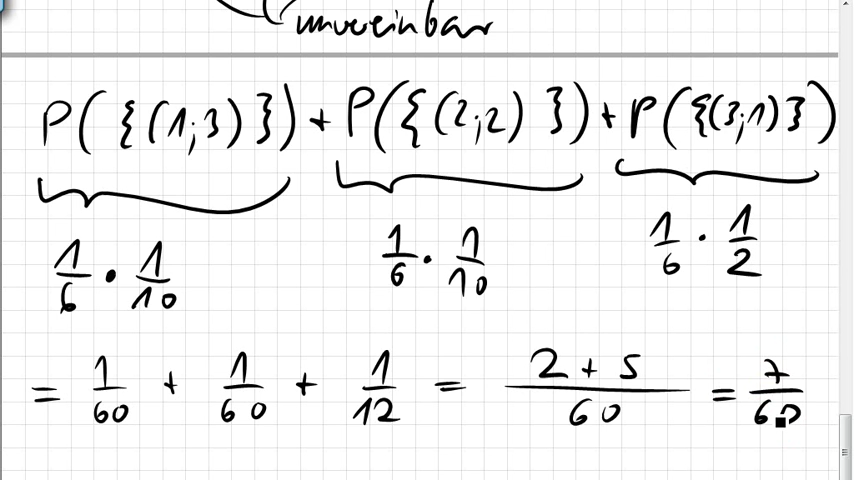 unvereinbar
P({(1;3)}) + P({(2;2)}) + P({(3;1)})
1/6 · 1/10 1/6 · 1/10 1/6 · 1/2
= 1/60 + 1/60 + 1/12 = 2 + 5/60 = 7/60